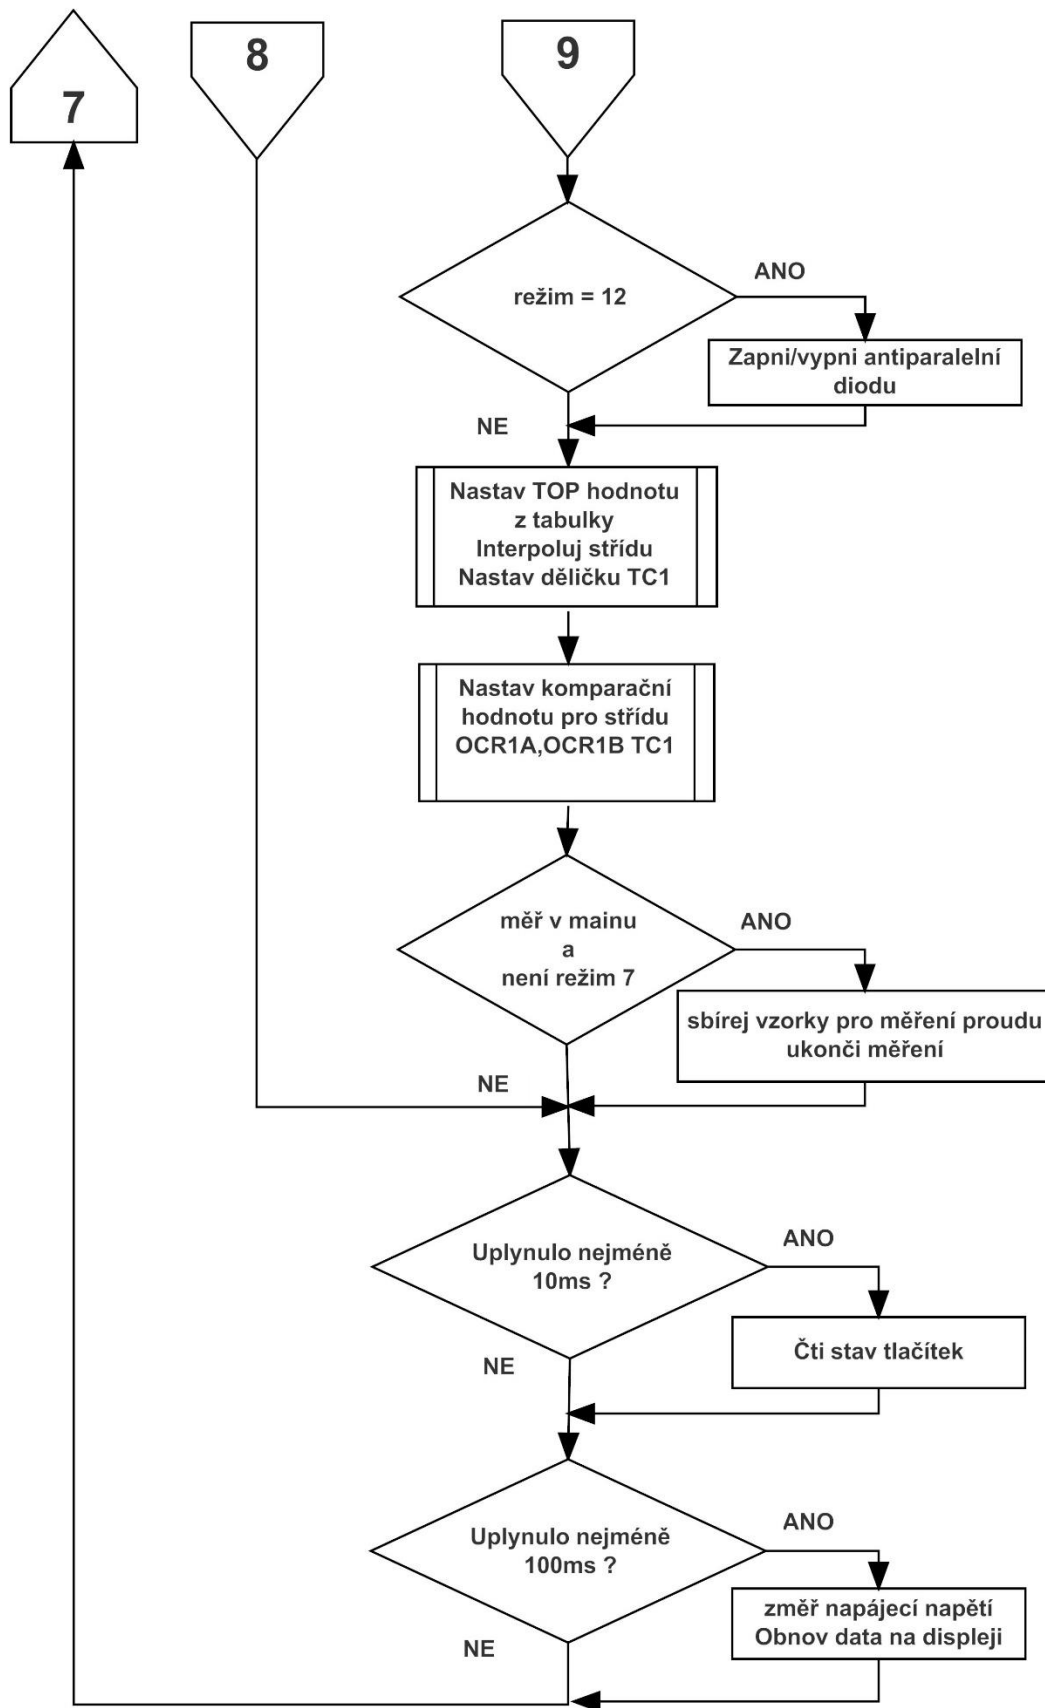 7
8
9
režim = 12
ANO
Zapni/vypni antiparalelní
diodu
NE
Nastav TOP hodnotu
z tabulky
Interpoluj střídu
Nastav děličku TC1
Nastav komparační
hodnotu pro střídu
OCR1A,OCR1B TC1
měř v mainu
a
není režim 7
ANO
sbírej vzorky pro měření proudu
ukonči měření
NE
Uplynulo nejméně
10ms ?
ANO
Čti stav tlačítek
NE
Uplynulo nejméně
100ms ?
ANO
změř napájecí napětí
Obnov data na displeji
NE